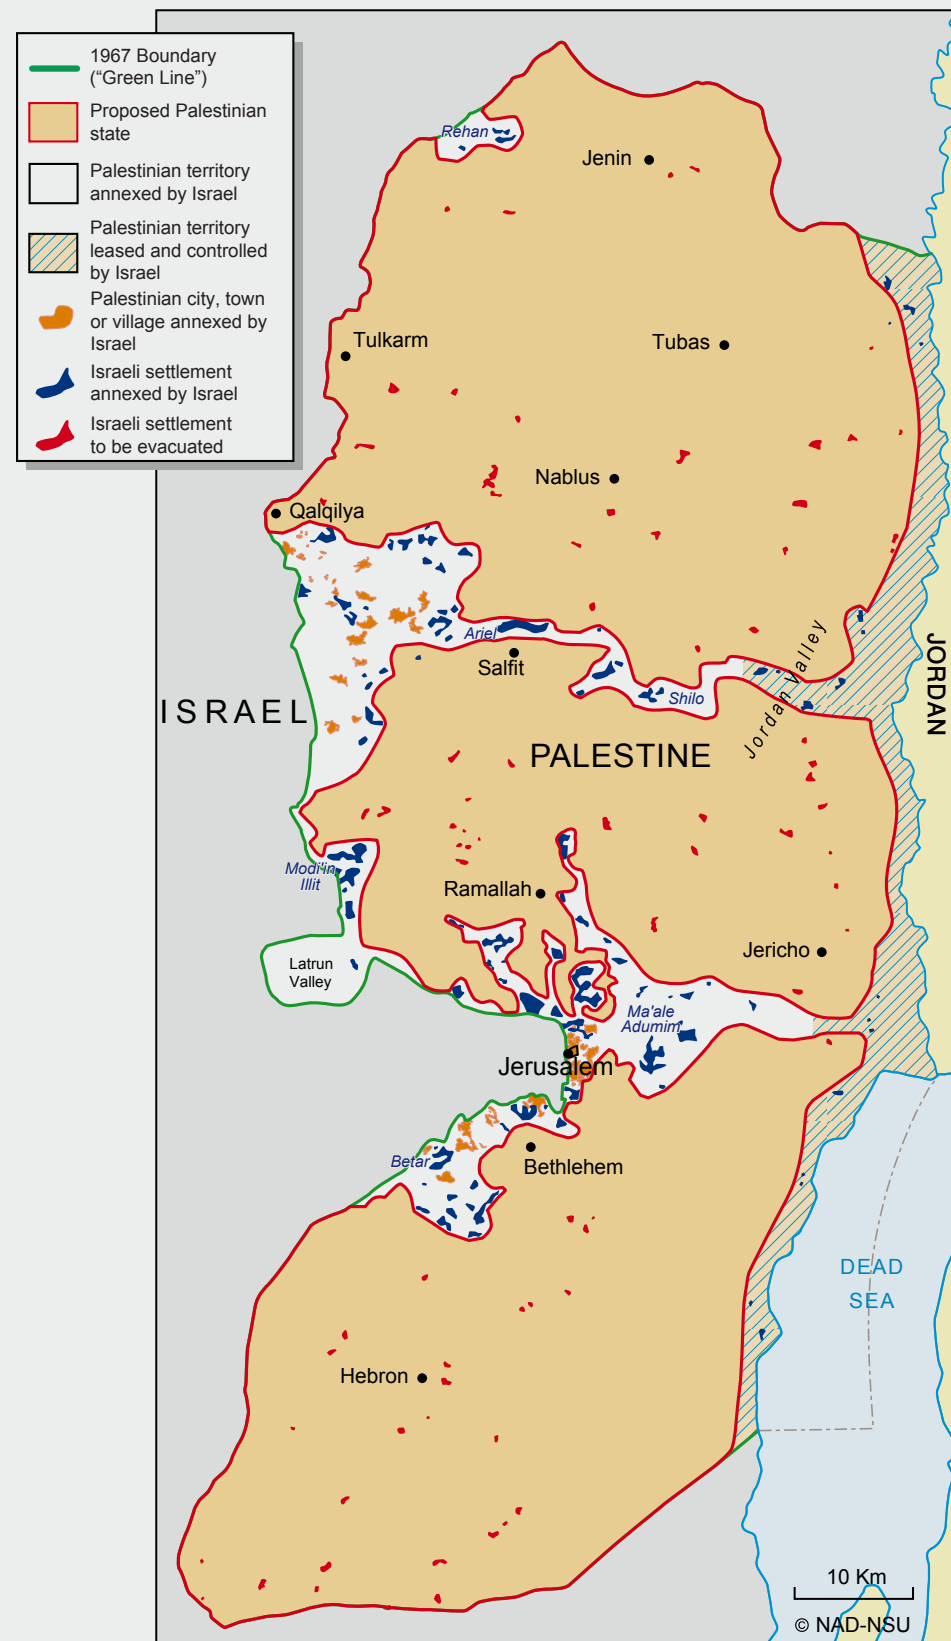 1967 Boundary
(“Green Line”)
Proposed Palestinian
state
Palestinian territory
annexed by Israel
Palestinian territory
leased and controlled
by Israel
Palestinian city, town
or village annexed by
Israel
Israeli settlement
annexed by Israel
Israeli settlement
to be evacuated
Rehan
Jenin
Tulkarm
Tubas
Nablus
Qalqilya
Ariel
Salfit
Shilo
Jordan Valley
JORDAN
ISRAEL
PALESTINE
Modi'in
Illit
Ramallah
Jericho
Latrun
Valley
Ma'ale
Adumim
Jerusalem
Betar
Bethlehem
DEAD
SEA
Hebron
10 Km
© NAD-NSU